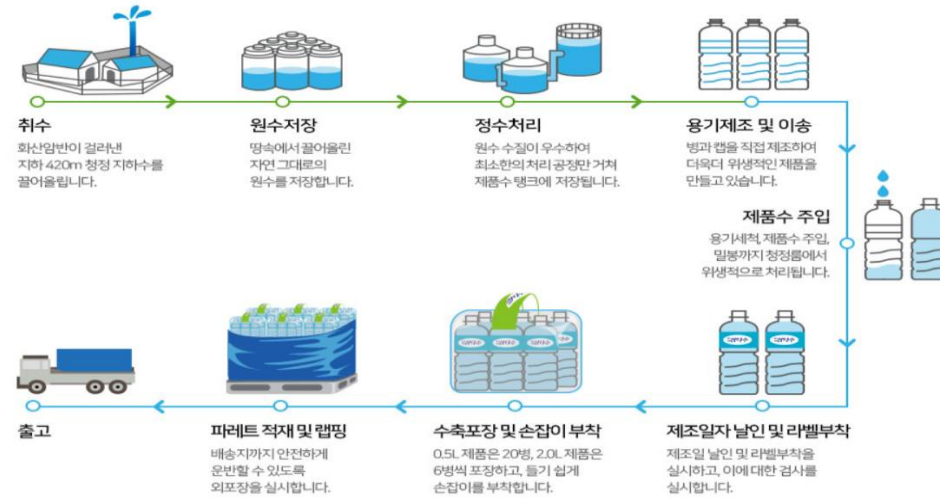 취수
화산암반이 걸러낸
지하 420m 청정 지하수를
끌어올립니다.
원수저장
땅속에서 끌어올린
자연 그대로의
원수를 저장합니다.
정수처리
원수 수질이 우수하여
최소한의 처리 공정만 거쳐
제품수 탱크에 저장됩니다.
용기제조 및 이송
병과 캡을 직접 제조하여
더욱더 위생적인 제품을
만들고 있습니다.
제품수 주입
용기세척, 제품수 주입,
밀봉까지 청정룸에서
위생적으로 처리됩니다.
제조일자 날인 및 라벨부착
제조일 날인 및 라벨부착을
실시하고, 이에 대한 검사를
실시합니다.
수축포장 및 손잡이 부착
0.5L 제품은 20병, 2.0L 제품은
6병씩 포장하고, 들기 쉽게
손잡이를 부착합니다.
파레트 적재 및 랩핑
배송지까지 안전하게
운반할 수 있도록
외포장을 실시합니다.
출고